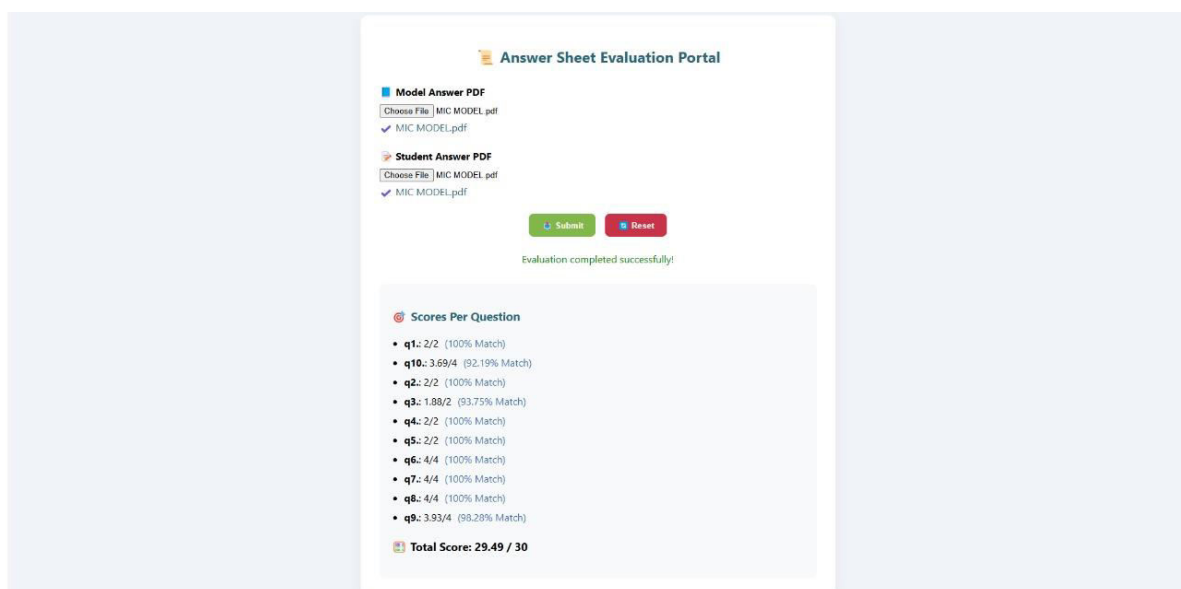 Answer Sheet Evaluation Portal
Model Answer PDF
Choose File MIC MODEL.pdf
MIC MODEL.pdf
Student Answer PDF
Choose File MIC MODEL.pdf
MIC MODEL.pdf
Submit Reset
Evaluation completed successfully!
Scores Per Question
• q1.: 2/2 (100% Match)
• q10.: 3.69/4 (92.19% Match)
• q2.: 2/2 (100% Match)
• q3.: 1.88/2 (93.75% Match)
• q4.: 2/2 (100% Match)
• q5.: 2/2 (100% Match)
• q6.: 4/4 (100% Match)
• q7.: 4/4 (100% Match)
• q8.: 4/4 (100% Match)
• q9.: 3.93/4 (98.28% Match)
Total Score: 29.49 / 30